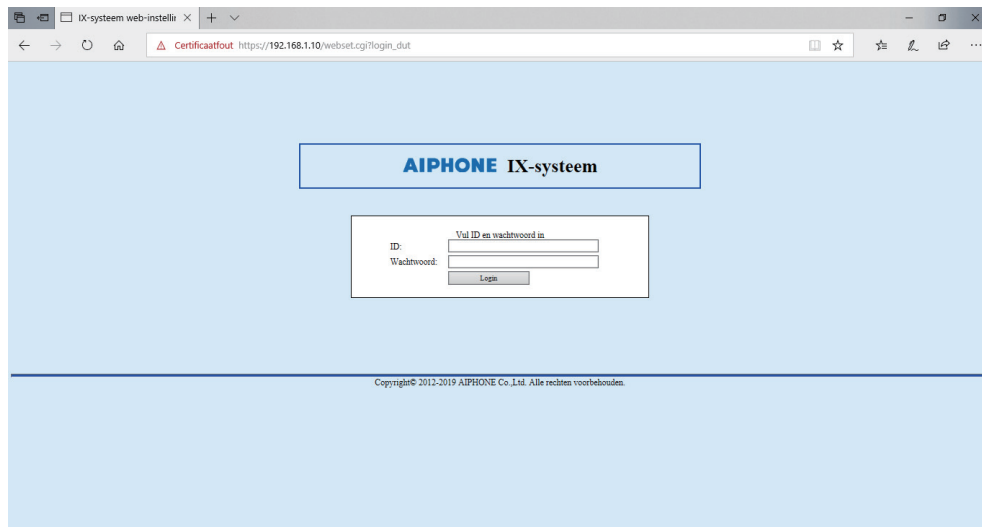 IX-systeem web-instellin
Certificaatfout https://192.168.1.10/webset.cgi?login_dut
AIPHONE IX-systeem
Vul ID en wachtwoord in
ID:
Wachtwoord:
Login
Copyright© 2012-2019 AIPHONE Co.,Ltd. Alle rechten voorbehouden.